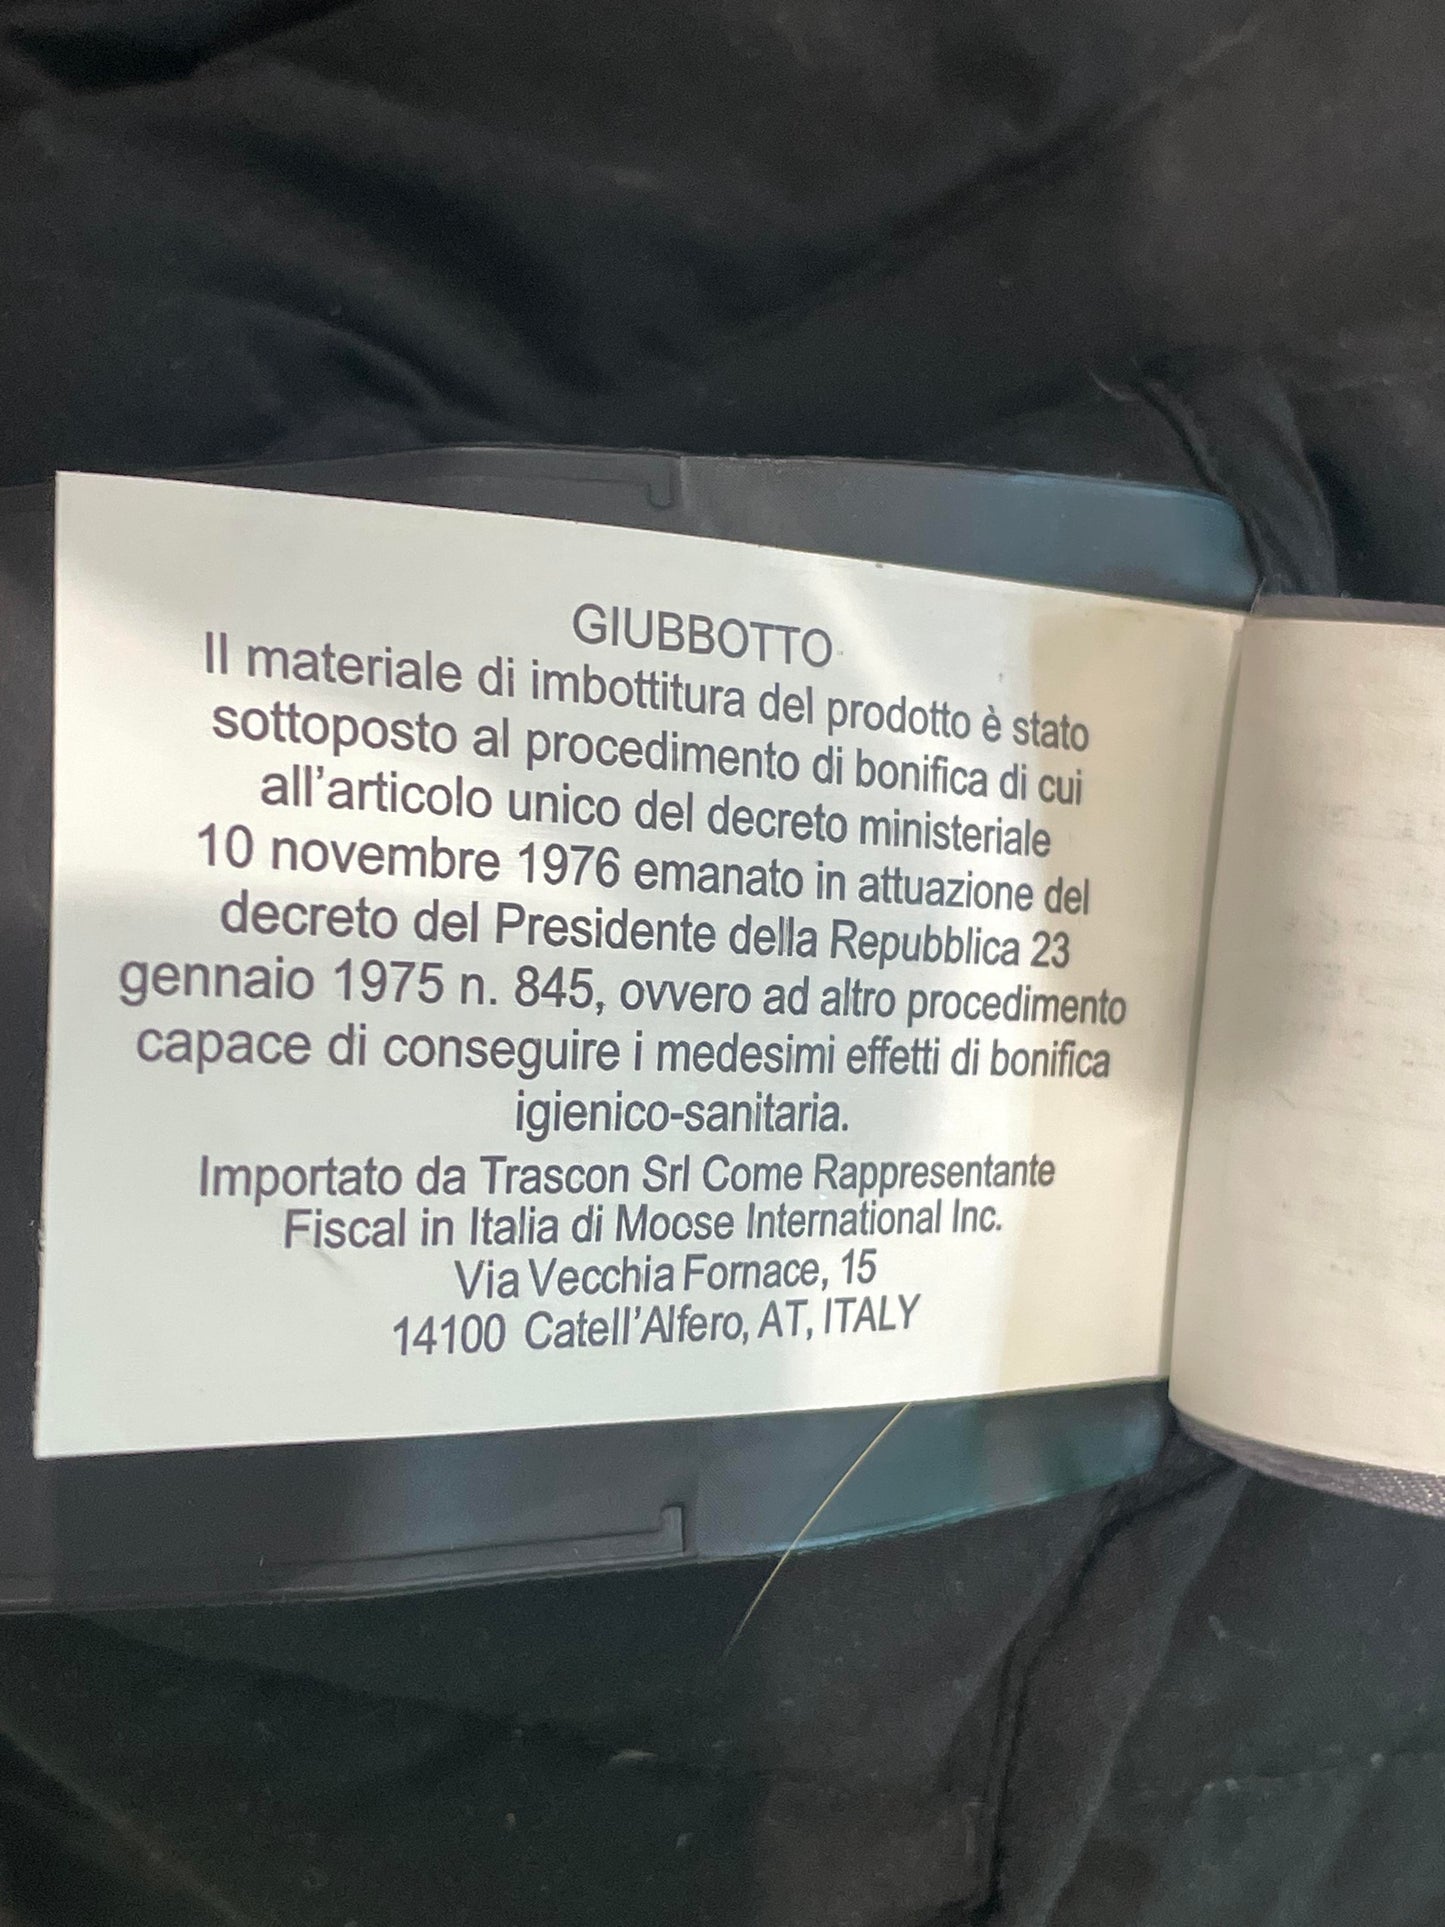 GIUBBOTTO
Il materiale di imbottitura del prodotto è stato
sottoposto al procedimento di bonifica di cui
all'articolo unico del decreto ministeriale
10 novembre 1976 emanato in attuazione del
decreto del Presidente della Repubblica 23
gennaio 1975 n. 845, ovvero ad altro procedimento
capace di conseguire i medesimi effetti di bonifica
igienico-sanitaria.
Importato da Trascon Srl Come Rappresentante
Fiscal in Italia di Moose International Inc.
Via Vecchia Fornace, 15
14100 Catell'Alfero, AT, ITALY